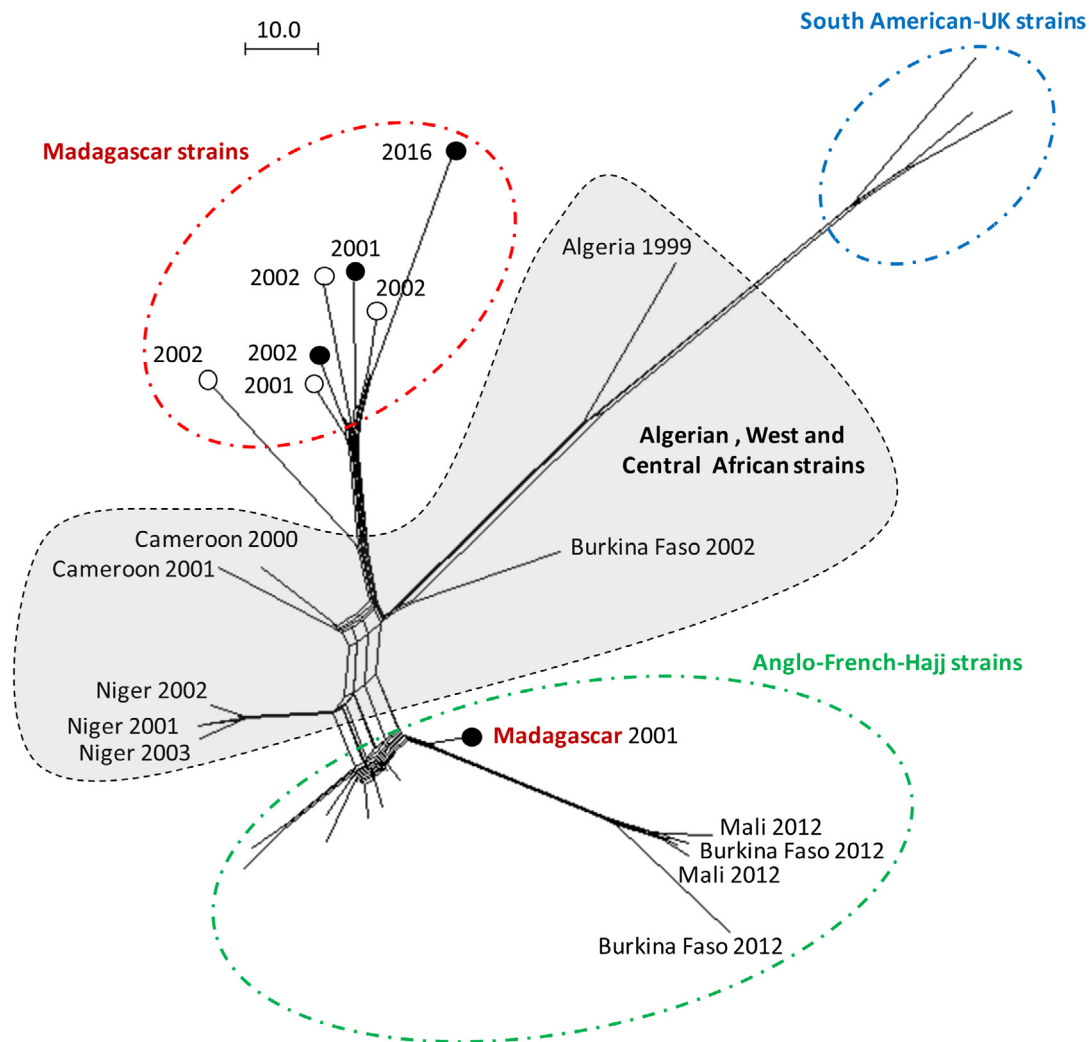 South American-UK strains
10.0
Madagascar strains
2016
2001
2002
2002
2002
2002
2001
Algeria 1999
Algerian , West and
Central African strains
Cameroon 2000
Cameroon 2001
Burkina Faso 2002
Anglo-French-Hajj strains
Niger 2002
Niger 2001
Niger 2003
Madagascar 2001
Mali 2012
Burkina Faso 2012
Mali 2012
Burkina Faso 2012